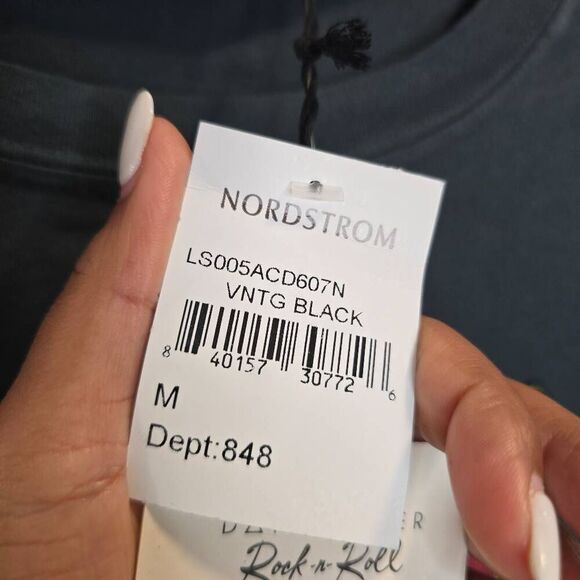 NORDSTROM
LS005ACD607N
VNTG BLACK
8 40157 30772 6
M
Dept:848
Rock-n-Roll